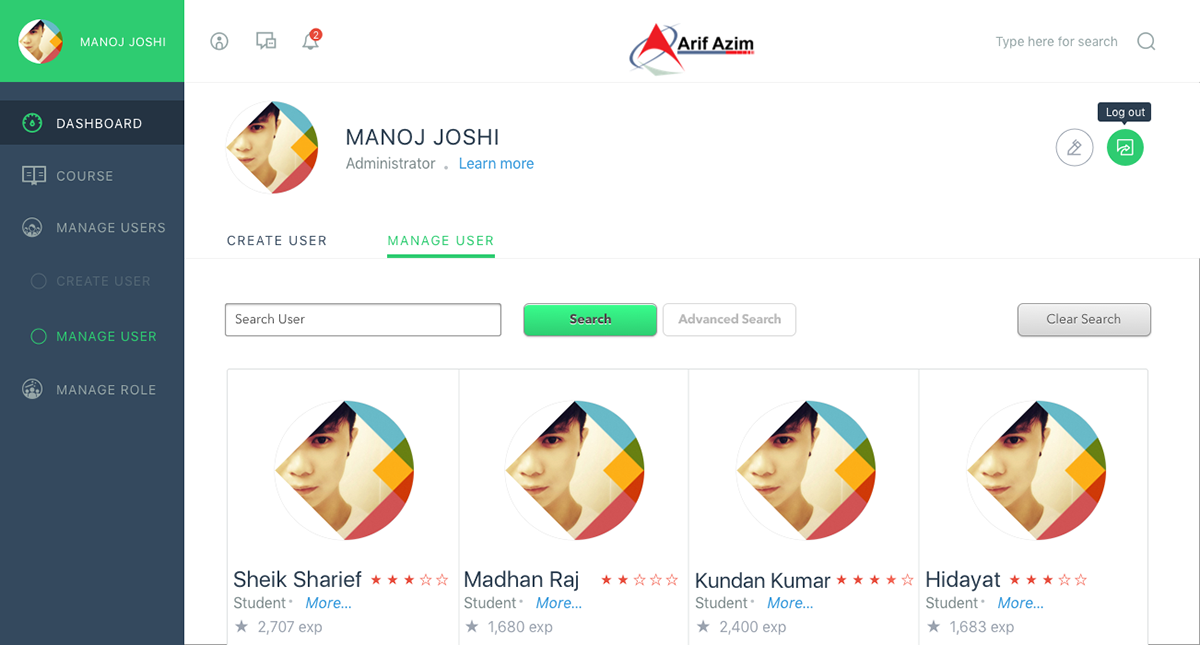 MANOJ JOSHI
2
Arif Azim
Type here for search
DASHBOARD
COURSE
MANAGE USERS
CREATE USER
MANAGE USER
MANAGE ROLE
MANOJ JOSHI
Administrator . Learn more
Log out
CREATE USER MANAGE USER
Search User Search Advanced Search Clear Search
Sheik Sharief
Student* More...
2,707 exp
Madhan Raj
Student* More...
1,680 exp
Kundan Kumar
Student* More...
2,400 exp
Hidayat
Student* More...
1,683 exp